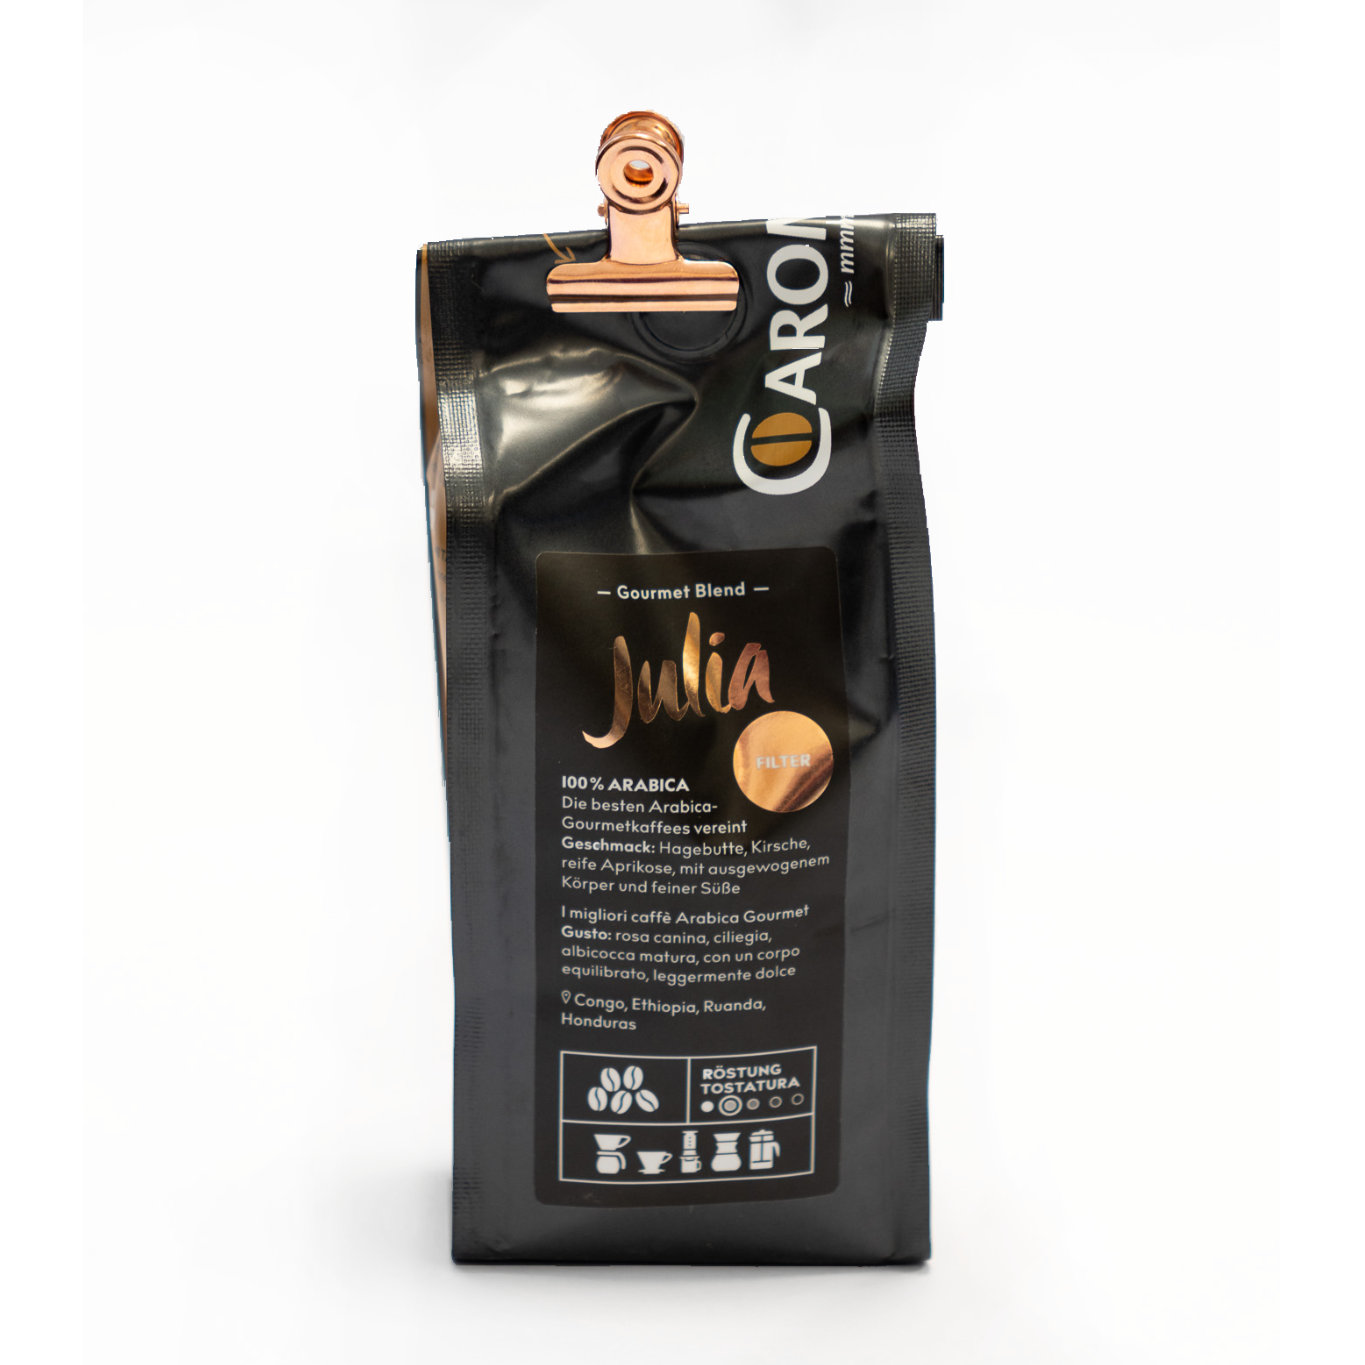 CARO
mmm
— Gourmet Blend —
Julia
FILTER
100% ARABICA
Die besten Arabica-
Gourmetkaffees vereint
Geschmack: Hagebutte, Kirsche,
reife Aprikose, mit ausgewogenem
Körper und feiner Süße
I migliori caffè Arabica Gourmet
Gusto: rosa canina, ciliegia,
albicocca matura, con un corpo
equilibrato, leggermente dolce
Congo, Ethiopia, Ruanda,
Honduras
RÖSTUNG
TOSTATURA